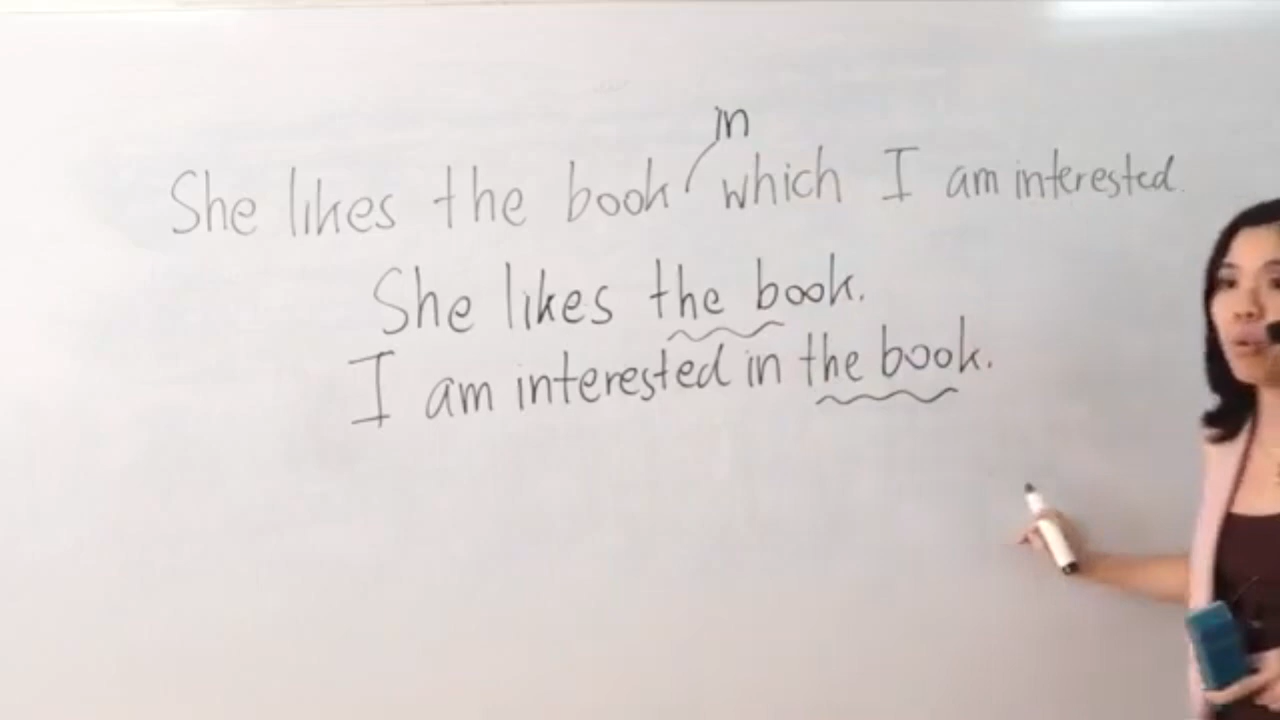 in
She likes the book which I am interested.
She likes the book.
I am interested in the book.